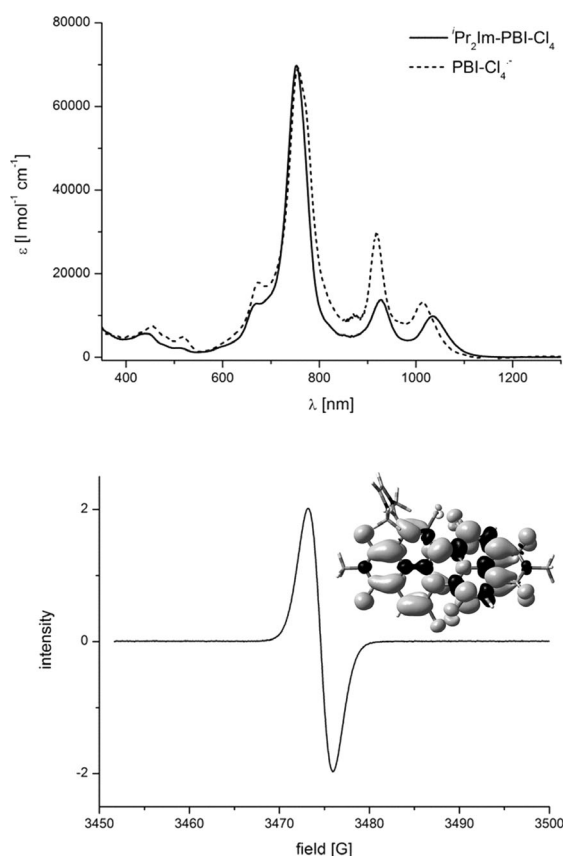 80000
60000
40000
20000
0
ε [l mol⁻¹ cm⁻¹]
ⁱPr₂Im-PBI-Cl₄
PBI-Cl₄˙⁻
400 600 800 1000 1200
λ [nm]
2
0
-2
intensity
3450 3460 3470 3480 3490 3500
field [G]